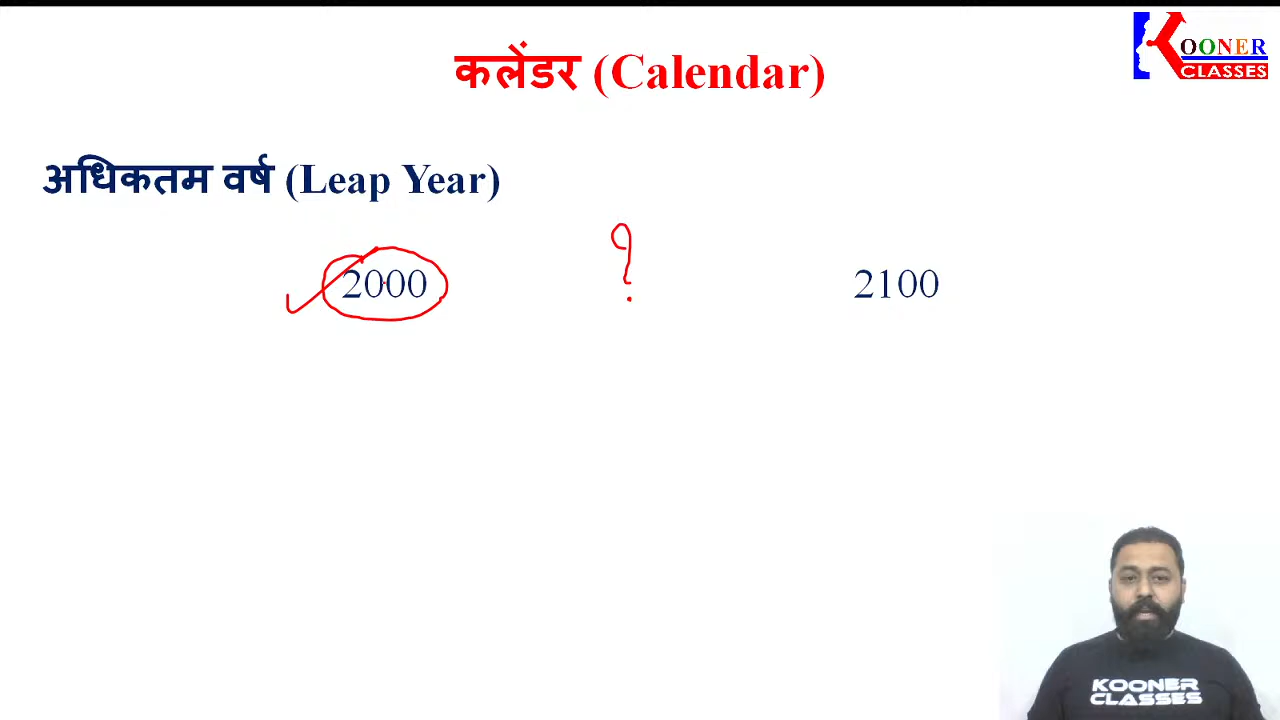 KOONER
CLASSES
कलेंडर (Calendar)
अधिकतम वर्ष (Leap Year)
2000 ? 2100
KOONER
CLASSES